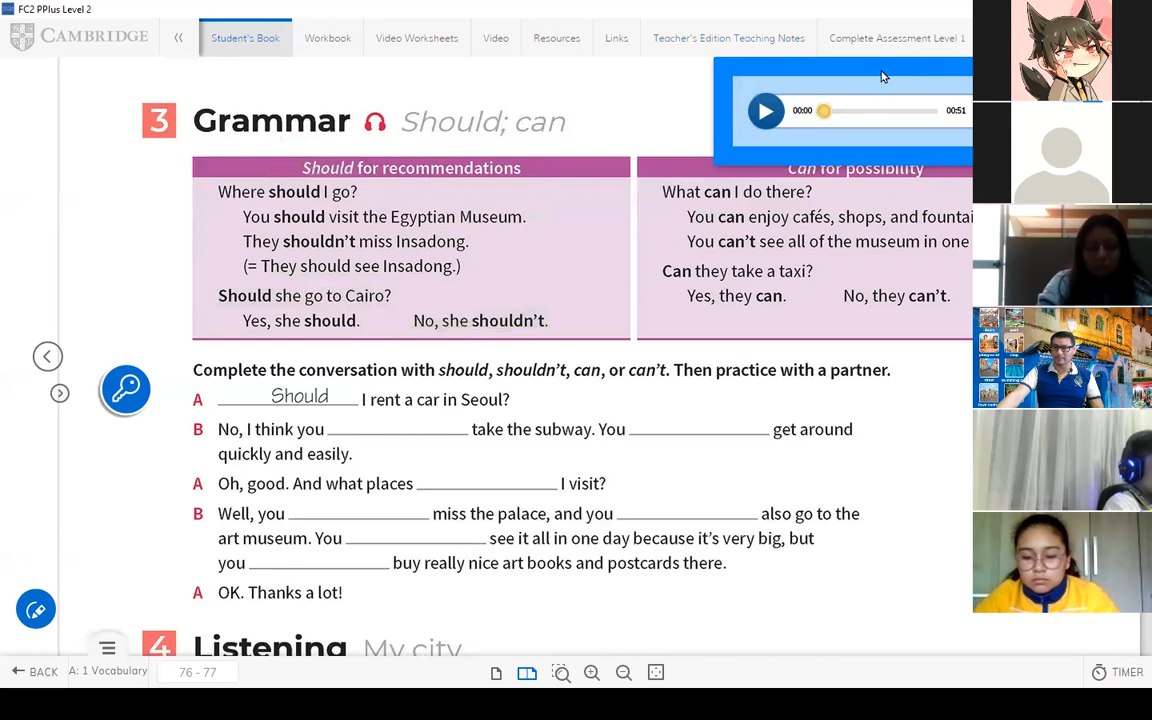 FC2 PPlus Level 2
CAMBRIDGE
Student's Book
Workbook
Video Worksheets
Video
Resources
Links
Teacher's Edition Teaching Notes
Complete Assessment Level 1
00:00
00:51
3 Grammar Should; can
Should for recommendations
Where should I go?
You should visit the Egyptian Museum.
They shouldn't miss Insadong.
(= They should see Insadong.)
Should she go to Cairo?
Yes, she should. No, she shouldn't.
Can for possibility
What can I do there?
You can enjoy cafés, shops, and fountai
You can't see all of the museum in one
Can they take a taxi?
Yes, they can. No, they can't.
Complete the conversation with should, shouldn't, can, or can't. Then practice with a partner.
A Should I rent a car in Seoul?
B No, I think you ______ take the subway. You ______ get around
quickly and easily.
A Oh, good. And what places ______ I visit?
B Well, you ______ miss the palace, and you ______ also go to the
art museum. You ______ see it all in one day because it's very big, but
you ______ buy really nice art books and postcards there.
A OK. Thanks a lot!
4 Listening My city
BACK
A: 1 Vocabulary
76 - 77
TIMER